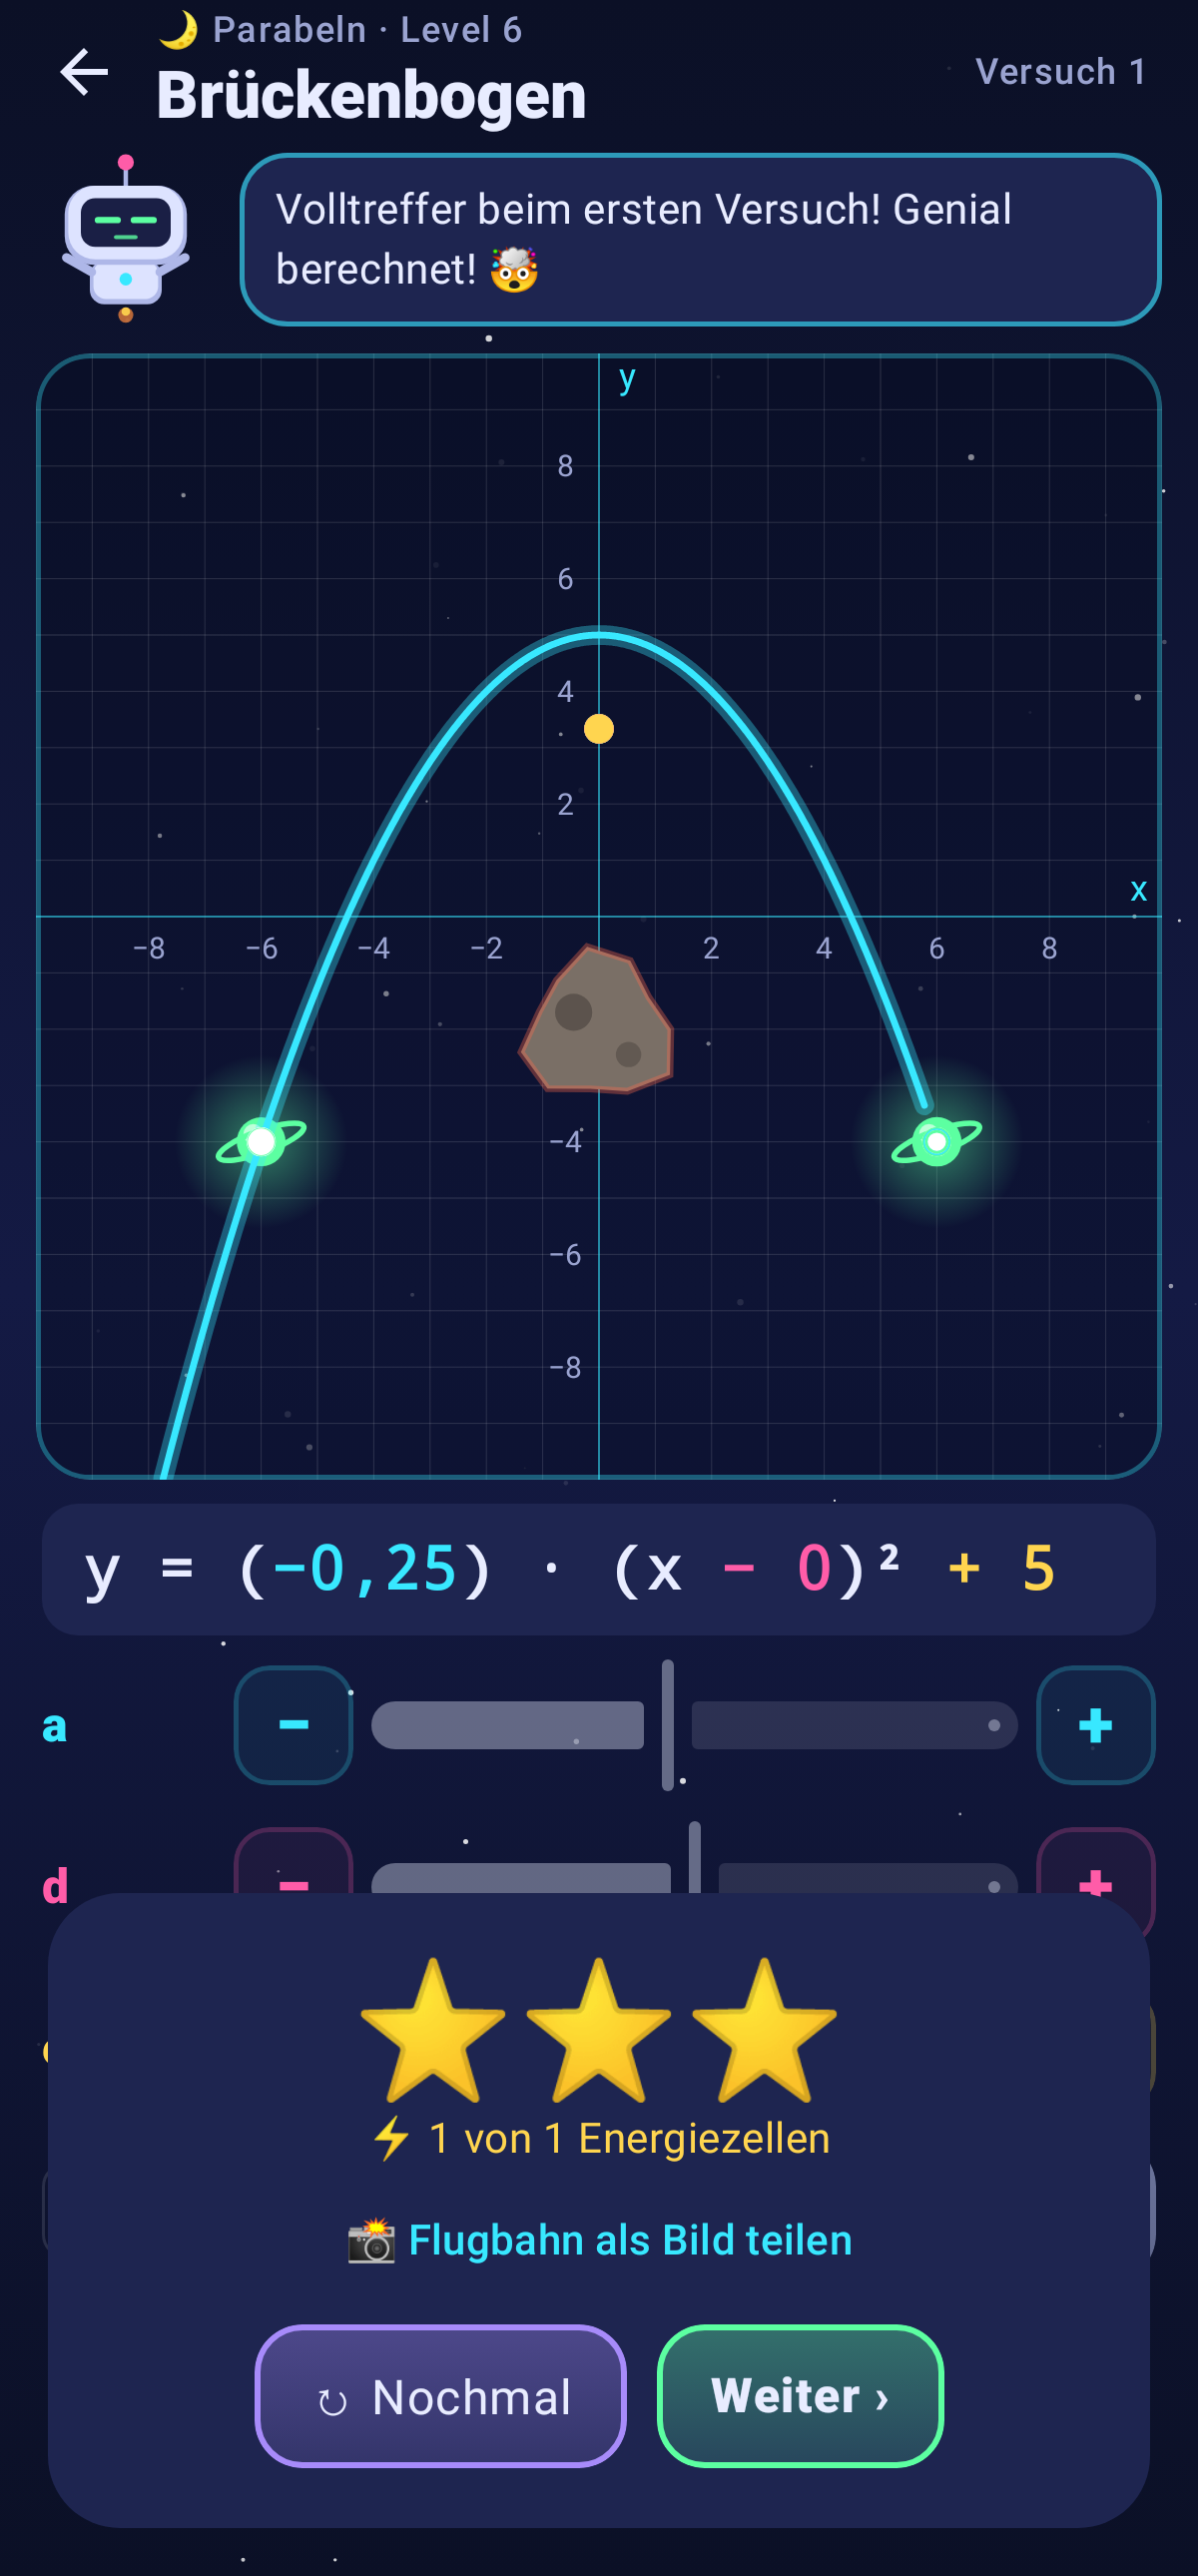 🌙 Parabeln · Level 6
Brückenbogen
Versuch 1
Volltreffer beim ersten Versuch! Genial
berechnet! 🤯
y
8
6
4
2
x
−8 −6 −4 −2 2 4 6 8
−4
−6
−8
y = (−0,25) · (x − 0)² + 5
a − +
d − +
⚡ 1 von 1 Energiezellen
📸 Flugbahn als Bild teilen
↻ Nochmal
Weiter ›